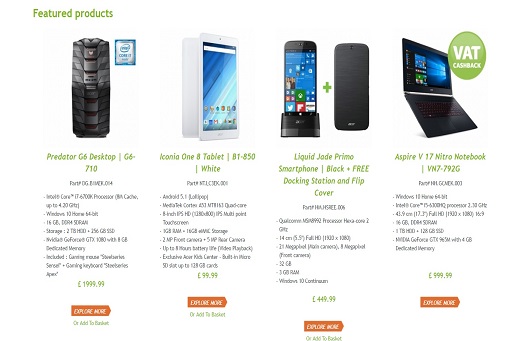 Featured products
VAT
CASHBACK
Predator G6 Desktop | G6-
710
Part# DG.B1MEK.014
- Intel® Core™ i7-6700K Processor (8M Cache,
up to 4.20 GHz)
- Windows 10 Home 64-bit
- 16 GB, DDR4 SDRAM
- Storage : 2 TB HDD + 256 GB SSD
- Nvidia® GeForce® GTX 1080 with 8 GB
Dedicated Memory
- Included : Gaming mouse "Steelseries
Sensei" + Gaming keyboard "Steelseries
Apex"
£ 1999.99
EXPLORE MORE
Or Add To Basket
Iconia One 8 Tablet | B1-850
| White
Part# NT.LC3EK.001
- Android 5.1 (Lollipop)
- MediaTek Cortex A53 MT8163 Quad-core
- 8-inch IPS HD (1280x800) IPS Multi point
Touchscreen
- 1GB RAM + 16GB eMMC Storage
- 2 MP Front camera + 5 MP Rear Camera
- Up to 8 Hours battery life (Video Playback)
- Exclusive Acer Kids Center - Built-in Micro
SD slot up to 128 GB cards
£ 99.99
EXPLORE MORE
Or Add To Basket
Liquid Jade Primo
Smartphone | Black + FREE
Docking Station and Flip
Cover
Part# HM.HSREE.006
- Qualcomm MSM8992 Processor Hexa-core 2
GHz
- 14 cm (5.5") Full HD (1920 x 1080)
- 21 Megapixel (Main camera), 8 Megapixel
(Front camera)
- 32 GB
- 3 GB RAM
- Windows 10 Continuum
£ 449.99
EXPLORE MORE
Or Add To Basket
Aspire V 17 Nitro Notebook
| VN7-792G
- Windows 10 Home 64-bit
- Intel® Core™ i5-6300HQ processor 2.30 GHz
- 43.9 cm (17.3") Full HD (1920 x 1080) 16:9
- 16 GB, DDR4 SDRAM
- 1 TB HDD + 128 GB SSD
- NVIDIA GeForce GTX 965M with 4 GB
Dedicated Memory
£ 999.99
EXPLORE MORE